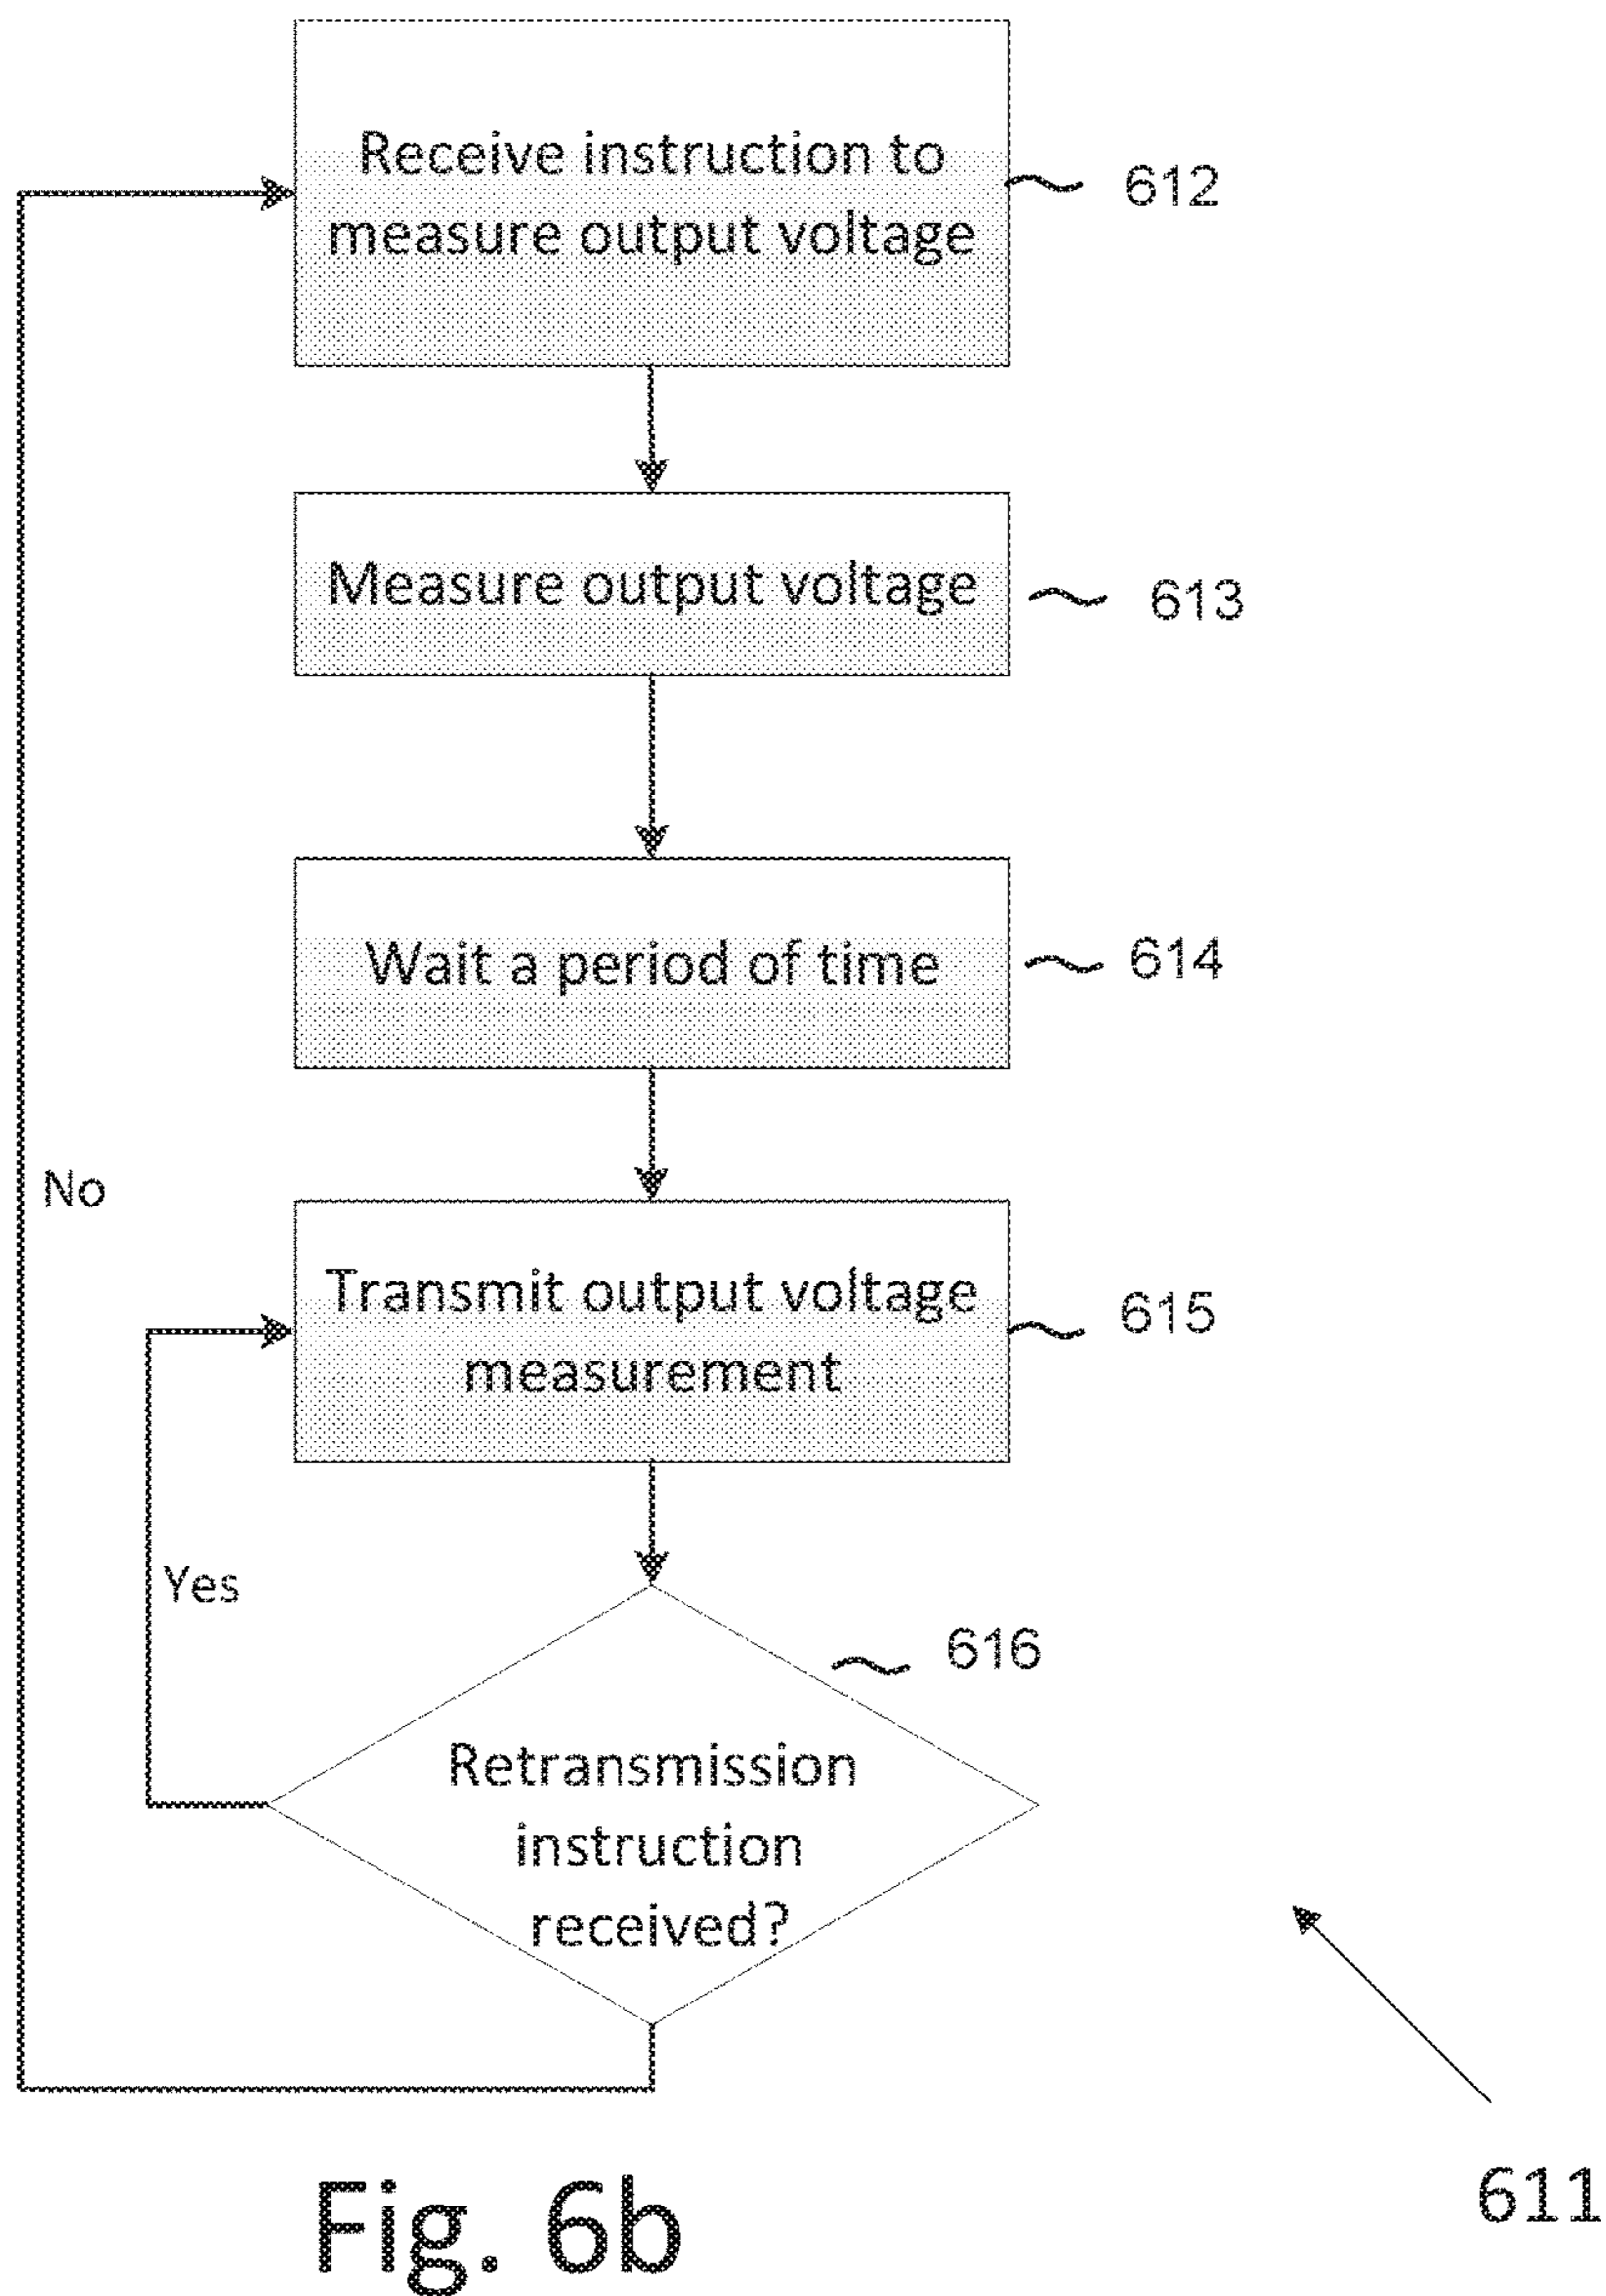 Receive instruction to
measure output voltage
612
Measure output voltage
613
Wait a period of time
614
No
Transmit output voltage
measurement
615
Yes
616
Retransmission
instruction
received?
611
Fig. 6b